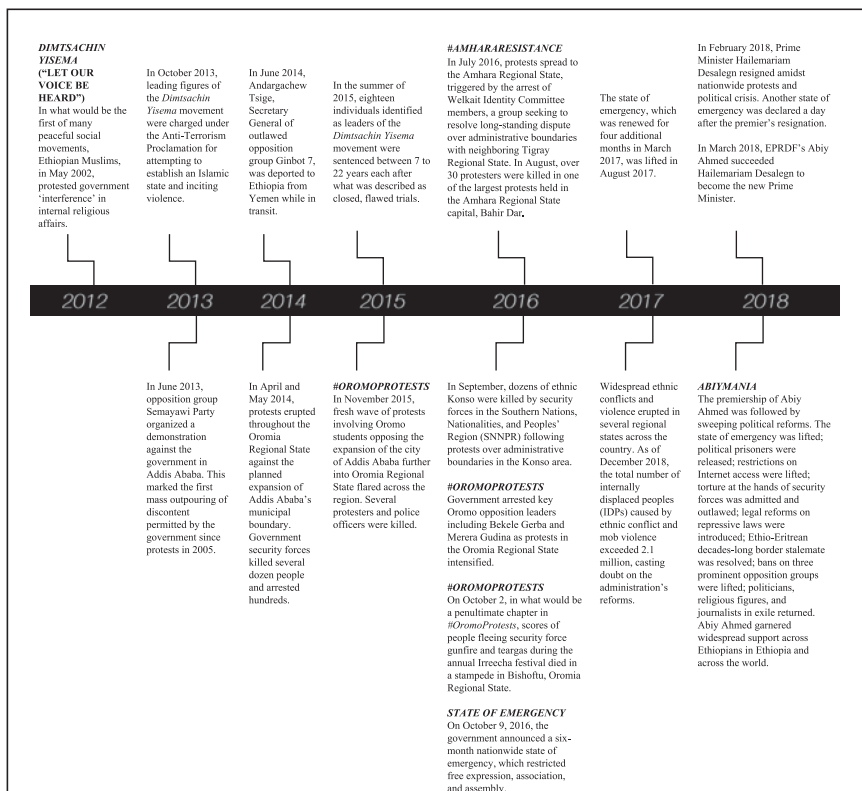 DIMTSACHIN
YISEMA
(“LET OUR
VOICE BE
HEARD”)
In what would be the
first of many
peaceful social
movements,
Ethiopian Muslims,
in May 2002,
protested government
‘interference’ in
internal religious
affairs.
In October 2013,
leading figures of
the Dimtsachin
Yisema movement
were charged under
the Anti-Terrorism
Proclamation for
attempting to
establish an Islamic
state and inciting
violence.
In June 2014,
Andargachew
Tsige,
Secretary
General of
outlawed
opposition
group Ginbot 7,
was deported to
Ethiopia from
Yemen while in
transit.
In the summer of
2015, eighteen
individuals identified
as leaders of the
Dimtsachin Yisema
movement were
sentenced between 7 to
22 years each after
what was described as
closed, flawed trials.
#AMHARARESISTANCE
In July 2016, protests spread to
the Amhara Regional State,
triggered by the arrest of
Welkait Identity Committee
members, a group seeking to
resolve long-standing dispute
over administrative boundaries
with neighboring Tigray
Regional State. In August, over
30 protesters were killed in one
of the largest protests held in
the Amhara Regional State
capital, Bahir Dar.
The state of
emergency, which
was renewed for
four additional
months in March
2017, was lifted in
August 2017.
In February 2018, Prime
Minister Hailemariam
Desalegn resigned amidst
nationwide protests and
political crisis. Another state of
emergency was declared a day
after the premier’s resignation.
In March 2018, EPRDF’s Abiy
Ahmed succeeded
Hailemariam Desalegn to
become the new Prime
Minister.
2012
2013
2014
2015
2016
2017
2018
In June 2013,
opposition group
Semayawi Party
organized a
demonstration
against the
government in
Addis Ababa. This
marked the first
mass outpouring of
discontent
permitted by the
government since
protests in 2005.
In April and
May 2014,
protests erupted
throughout the
Oromia
Regional State
against the
planned
expansion of
Addis Ababa’s
municipal
boundary.
Government
security forces
killed several
dozen people
and arrested
hundreds.
#OROMOPROTESTS
In November 2015,
fresh wave of protests
involving Oromo
students opposing the
expansion of the city
of Addis Ababa further
into Oromia Regional
State flared across the
region. Several
protesters and police
officers were killed.
In September, dozens of ethnic
Konso were killed by security
forces in the Southern Nations,
Nationalities, and Peoples’
Region (SNNPR) following
protests over administrative
boundaries in the Konso area.
#OROMOPROTESTS
Government arrested key
Oromo opposition leaders
including Bekele Gerba and
Merera Gudina as protests in
the Oromia Regional State
intensified.
#OROMOPROTESTS
On October 2, in what would be
a penultimate chapter in
#OromoProtests, scores of
people fleeing security force
gunfire and teargas during the
annual Irreecha festival died in
a stampede in Bishoftu, Oromia
Regional State.
STATE OF EMERGENCY
On October 9, 2016, the
government announced a six-
month nationwide state of
emergency, which restricted
free expression, association,
and assembly.
Widespread ethnic
conflicts and
violence erupted in
several regional
states across the
country. As of
December 2018,
the total number of
internally
displaced peoples
(IDPs) caused by
ethnic conflict and
mob violence
exceeded 2.1
million, casting
doubt on the
administration’s
reforms.
ABIYMANIA
The premiership of Abiy
Ahmed was followed by
sweeping political reforms. The
state of emergency was lifted;
political prisoners were
released; restrictions on
Internet access were lifted;
torture at the hands of security
forces was admitted and
outlawed; legal reforms on
repressive laws were
introduced; Ethio-Eritrean
decades-long border stalemate
was resolved; bans on three
prominent opposition groups
were lifted; politicians,
religious figures, and
journalists in exile returned.
Abiy Ahmed garnered
widespread support across
Ethiopians in Ethiopia and
across the world.